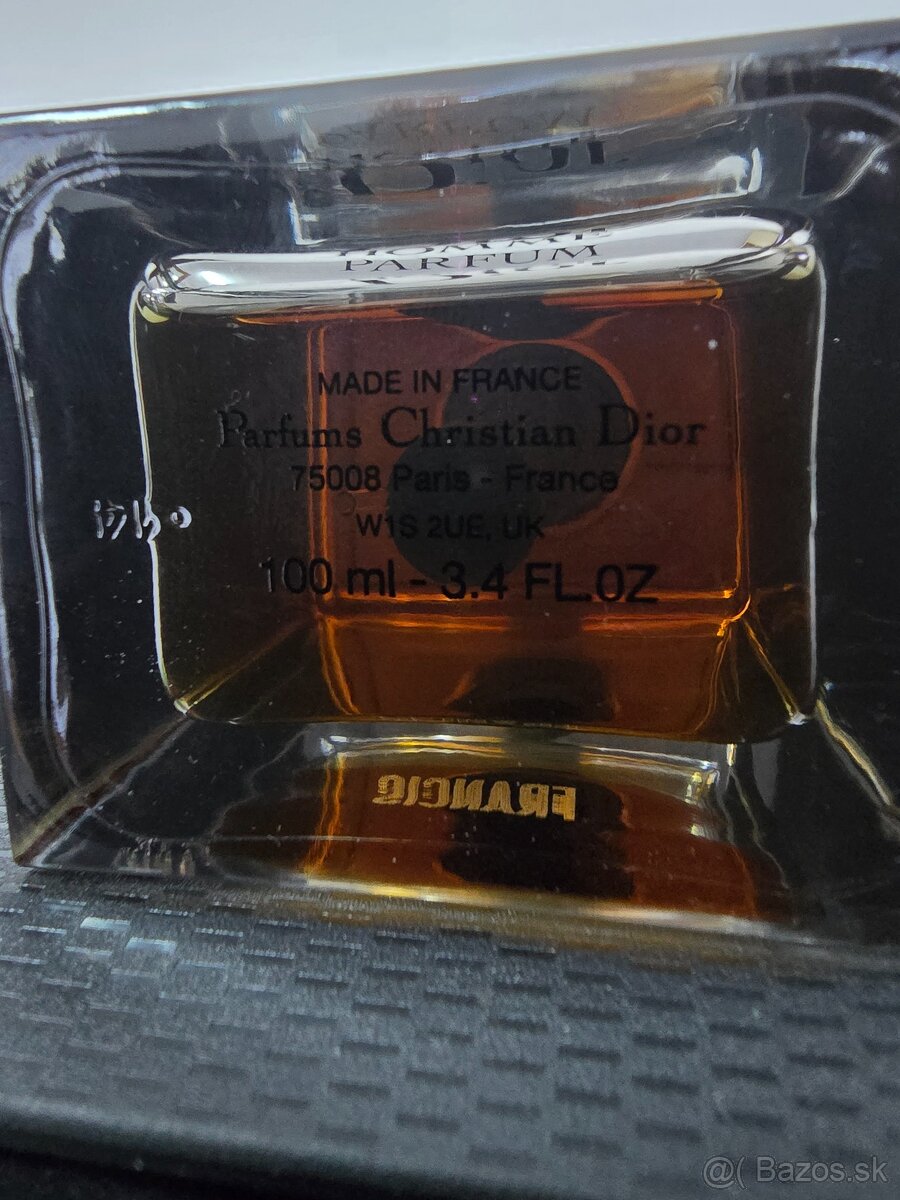 HOMME
PARFUM
MADE IN FRANCE
Parfums Christian Dior
75008 Paris - France
W1S 2UE, UK
100 ml - 3.4 FL.OZ
FRANCIS
@( Bazos.sk